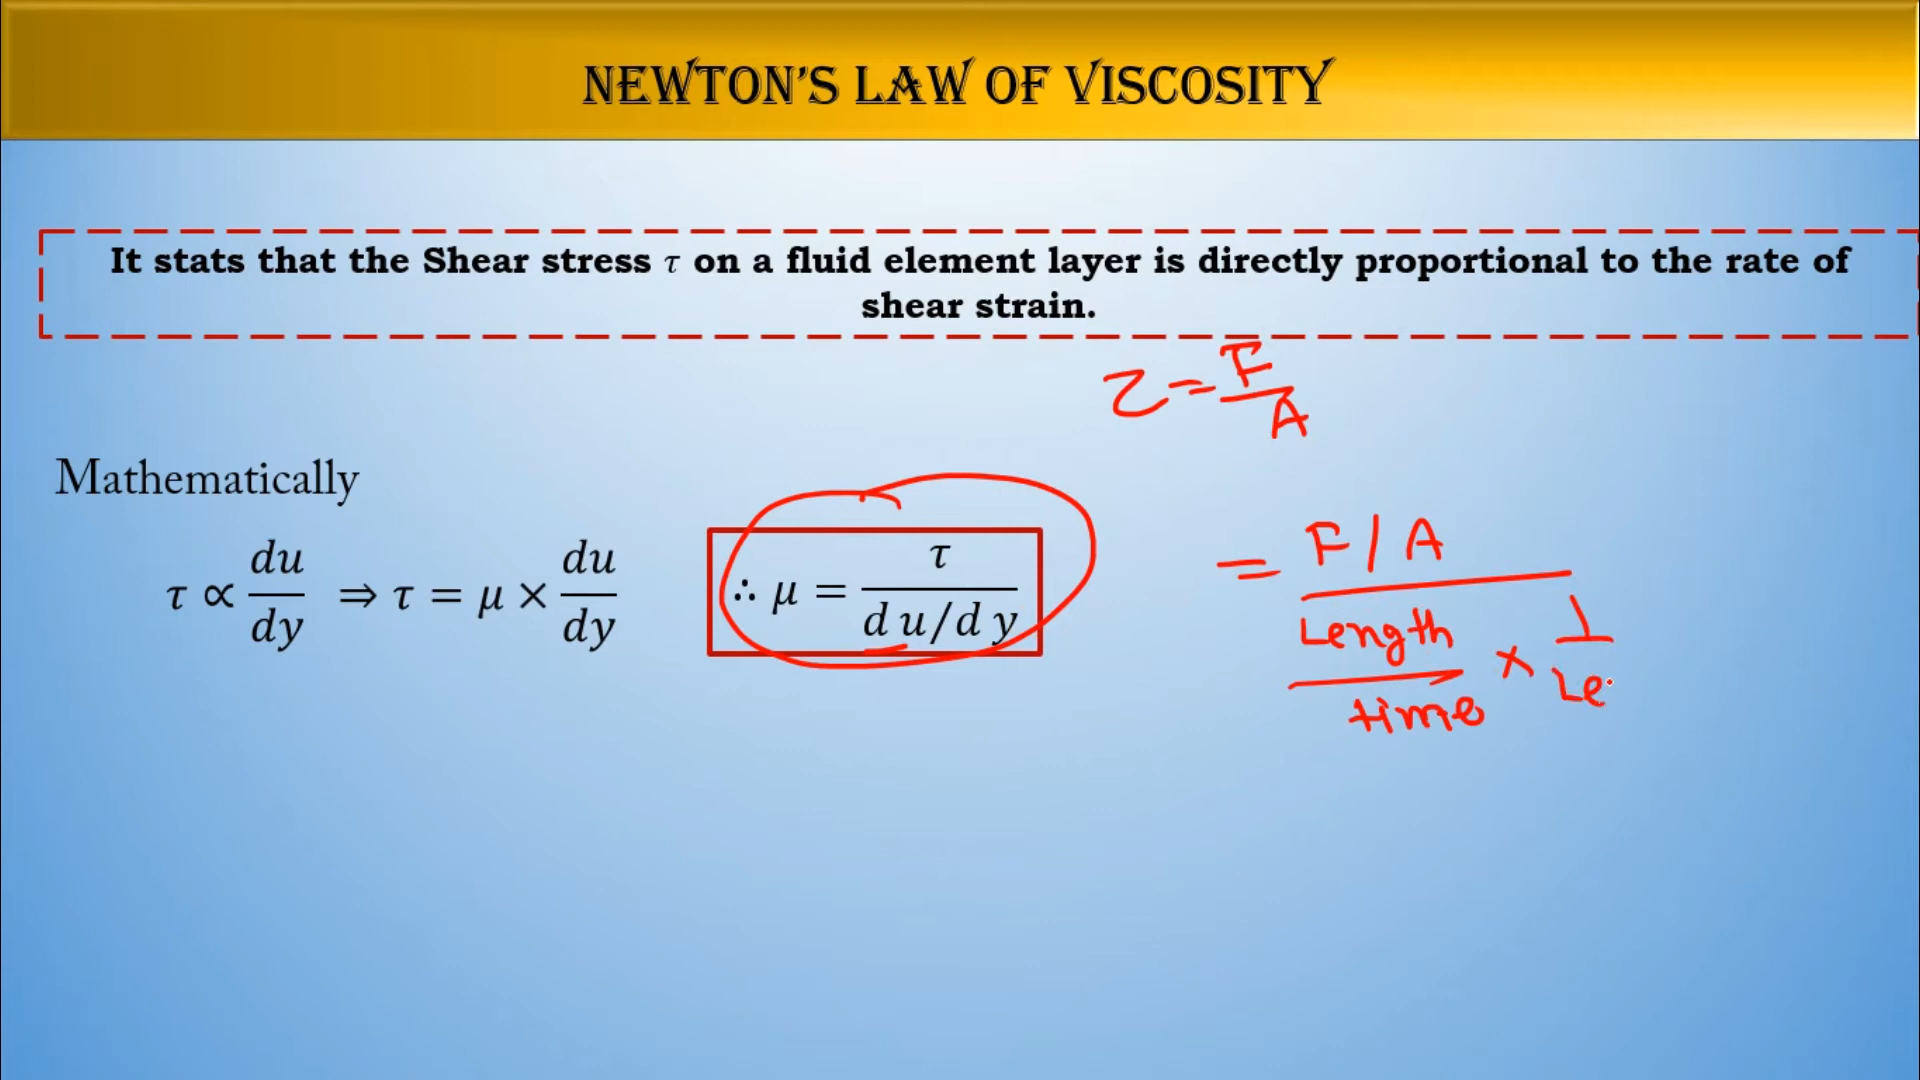 NEWTON'S LAW OF VISCOSITY
It stats that the Shear stress τ on a fluid element layer is directly proportional to the rate of
shear strain.
τ = F/A
Mathematically
τ ∝ du/dy ⇒ τ = μ × du/dy
∴ μ = τ / (du/dy)
= F/A
Length/time × 1/Le